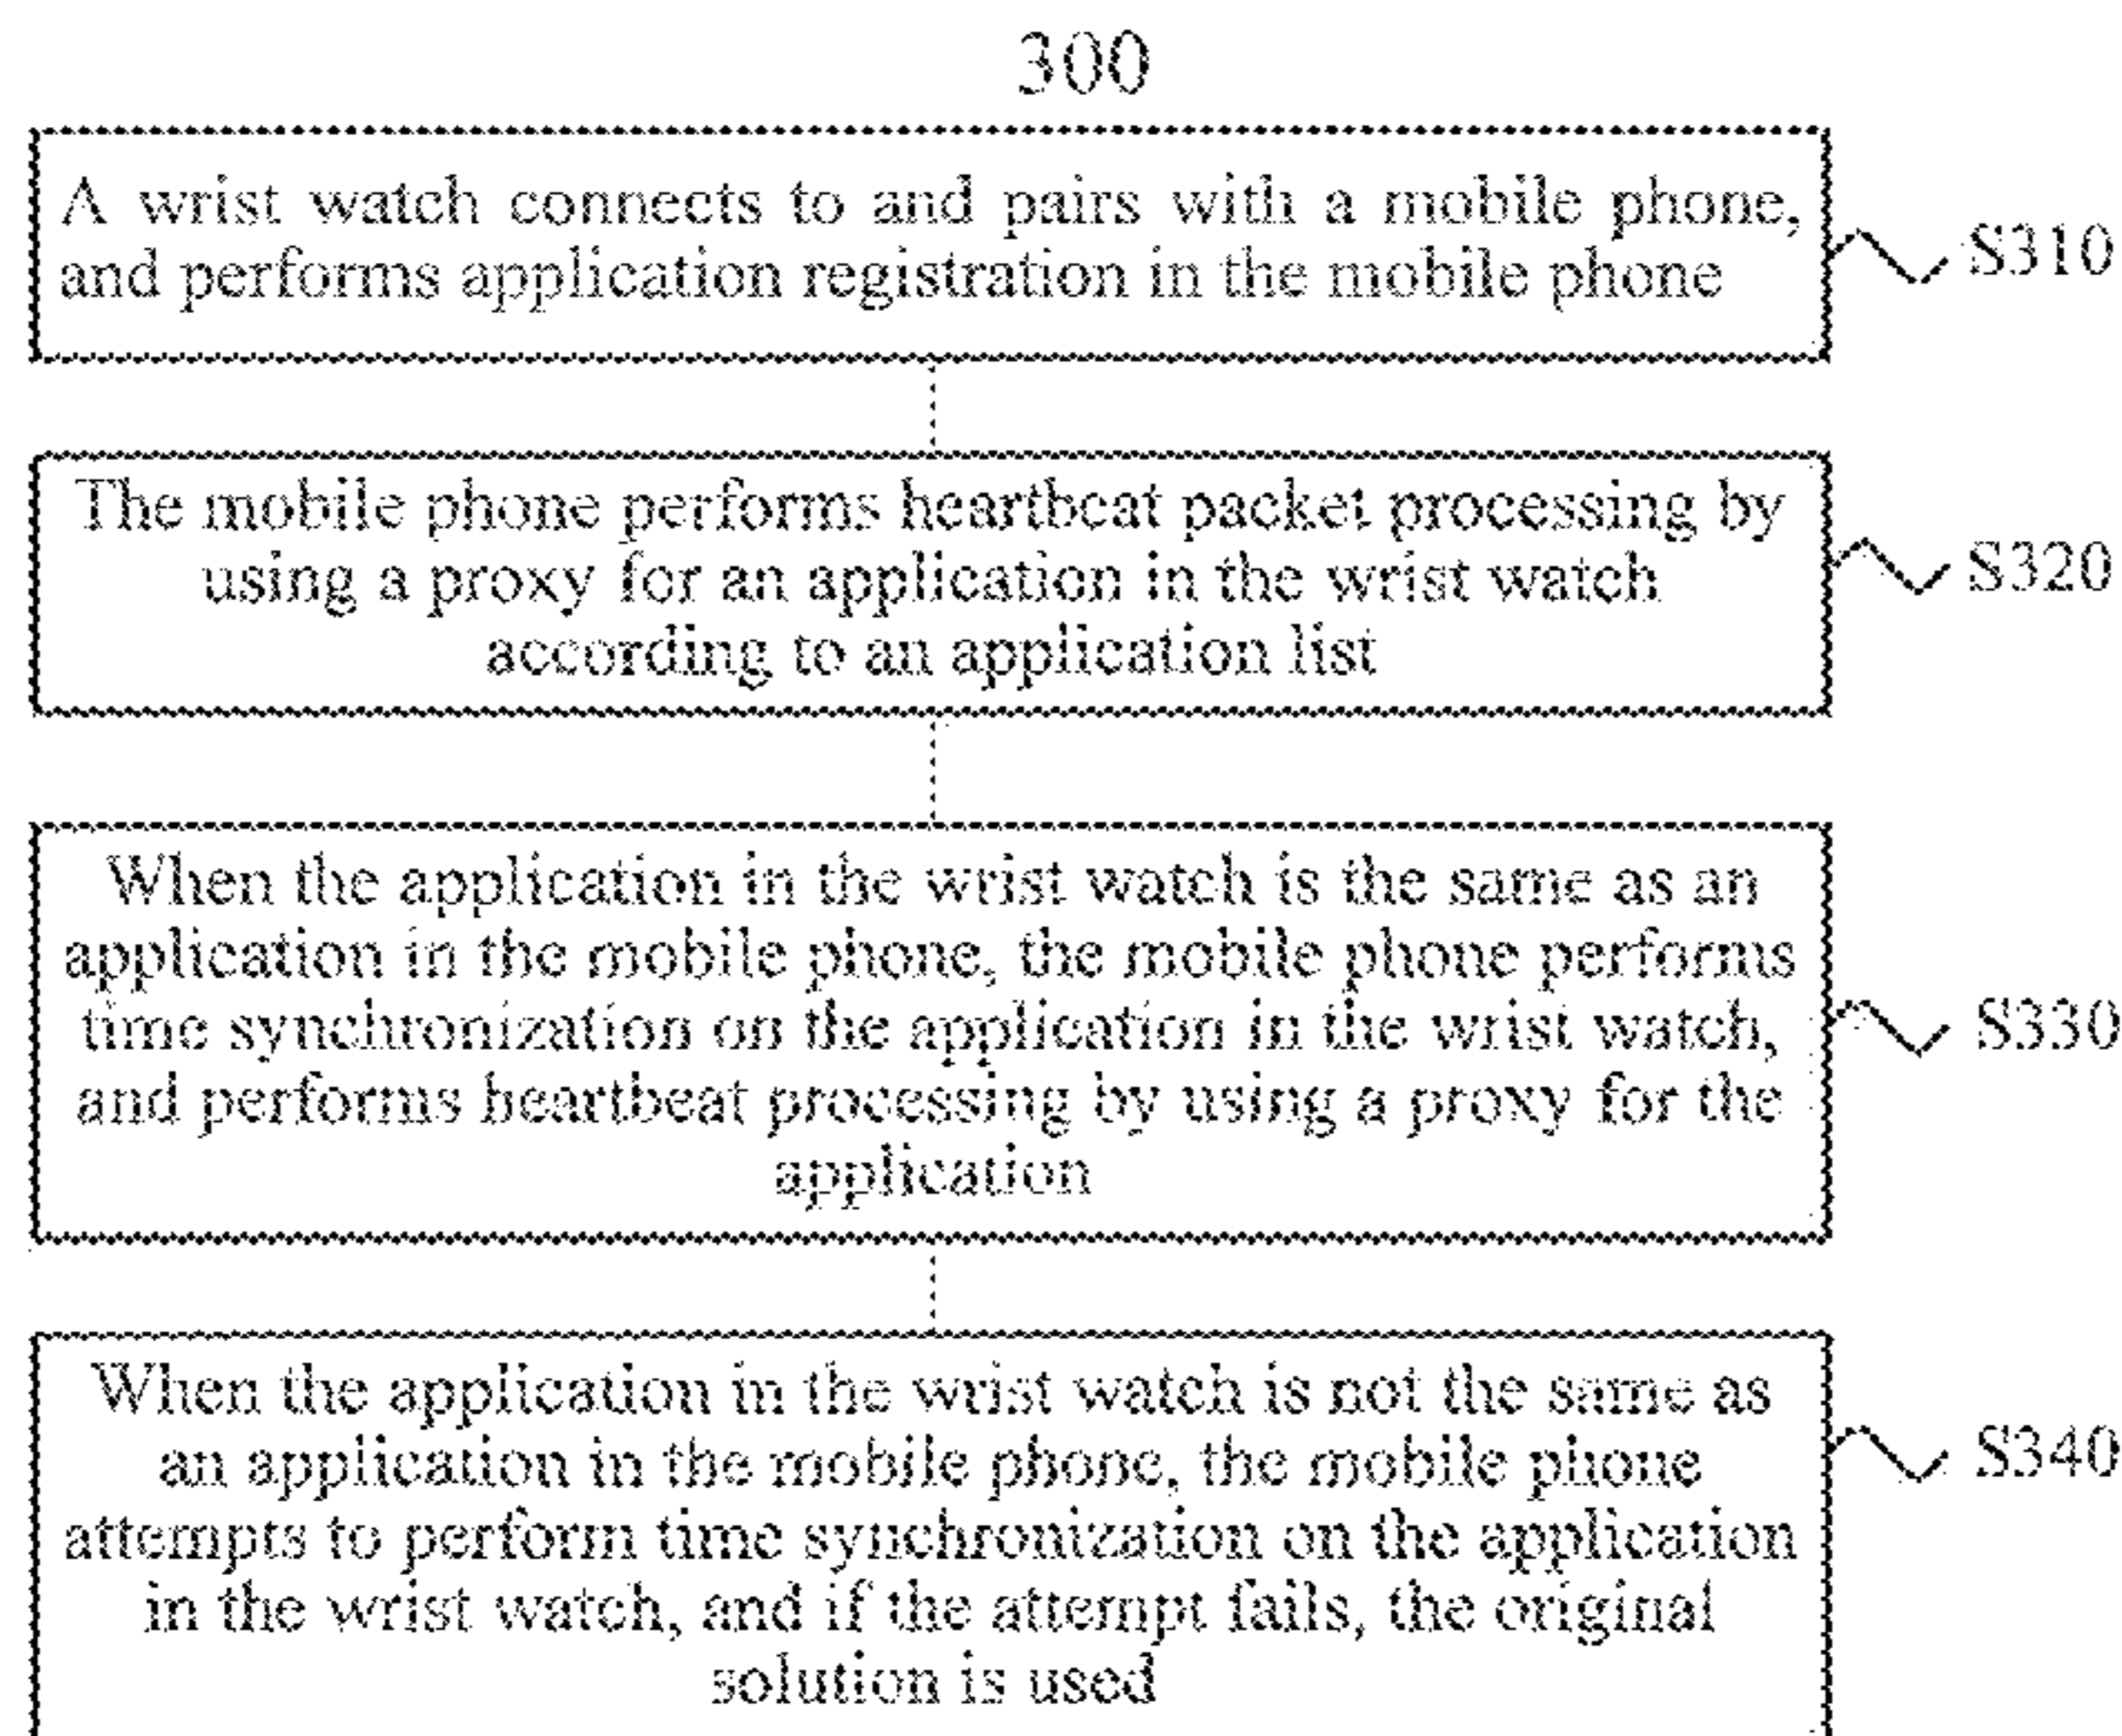 300
A wrist watch connects to and pairs with a mobile phone,
and performs application registration in the mobile phone
S310
The mobile phone performs heartbeat packet processing by
using a proxy for an application in the wrist watch
according to an application list
S320
When the application in the wrist watch is the same as an
application in the mobile phone, the mobile phone performs
time synchronization on the application in the wrist watch,
and performs heartbeat processing by using a proxy for the
application
S330
When the application in the wrist watch is not the same as
an application in the mobile phone, the mobile phone
attempts to perform time synchronization on the application
in the wrist watch, and if the attempt fails, the original
solution is used
S340